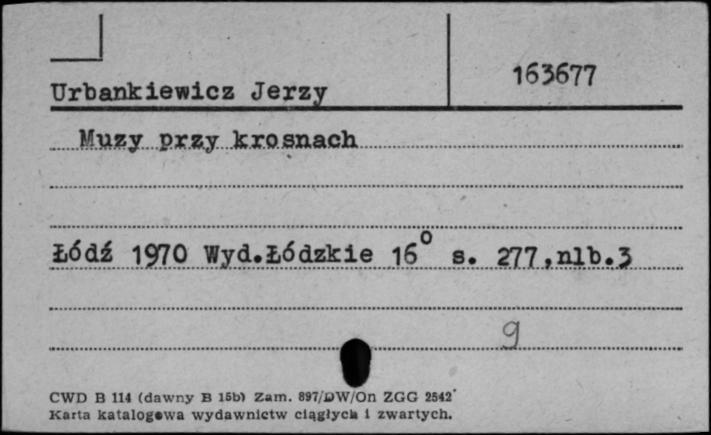 Urbankiewicz Jerzy
163677
Muzy przy krosnach
Łódź 1970 Wyd.Łódzkie 16° s. 277,nlb.3
g
CWD B 114 (dawny B 15b) Zam. 897/DW/On ZGG 2542
Karta katalogowa wydawnictw ciągłych i zwartych.